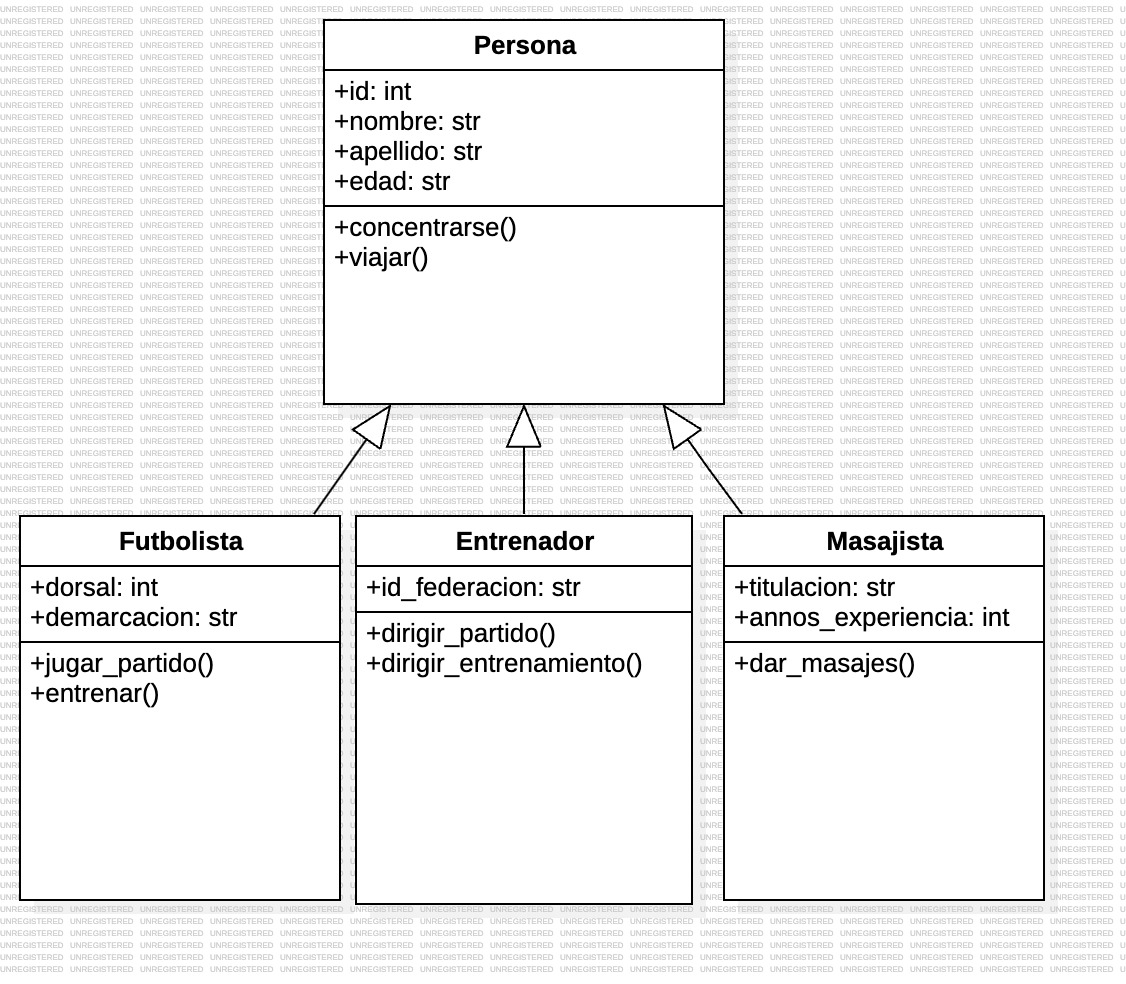 Persona
+id: int
+nombre: str
+apellido: str
+edad: str
+concentrarse()
+viajar()
Futbolista
+dorsal: int
+demarcacion: str
+jugar_partido()
+entrenar()
Entrenador
+id_federacion: str
+dirigir_partido()
+dirigir_entrenamiento()
Masajista
+titulacion: str
+annos_experiencia: int
+dar_masajes()
UNREGISTERED